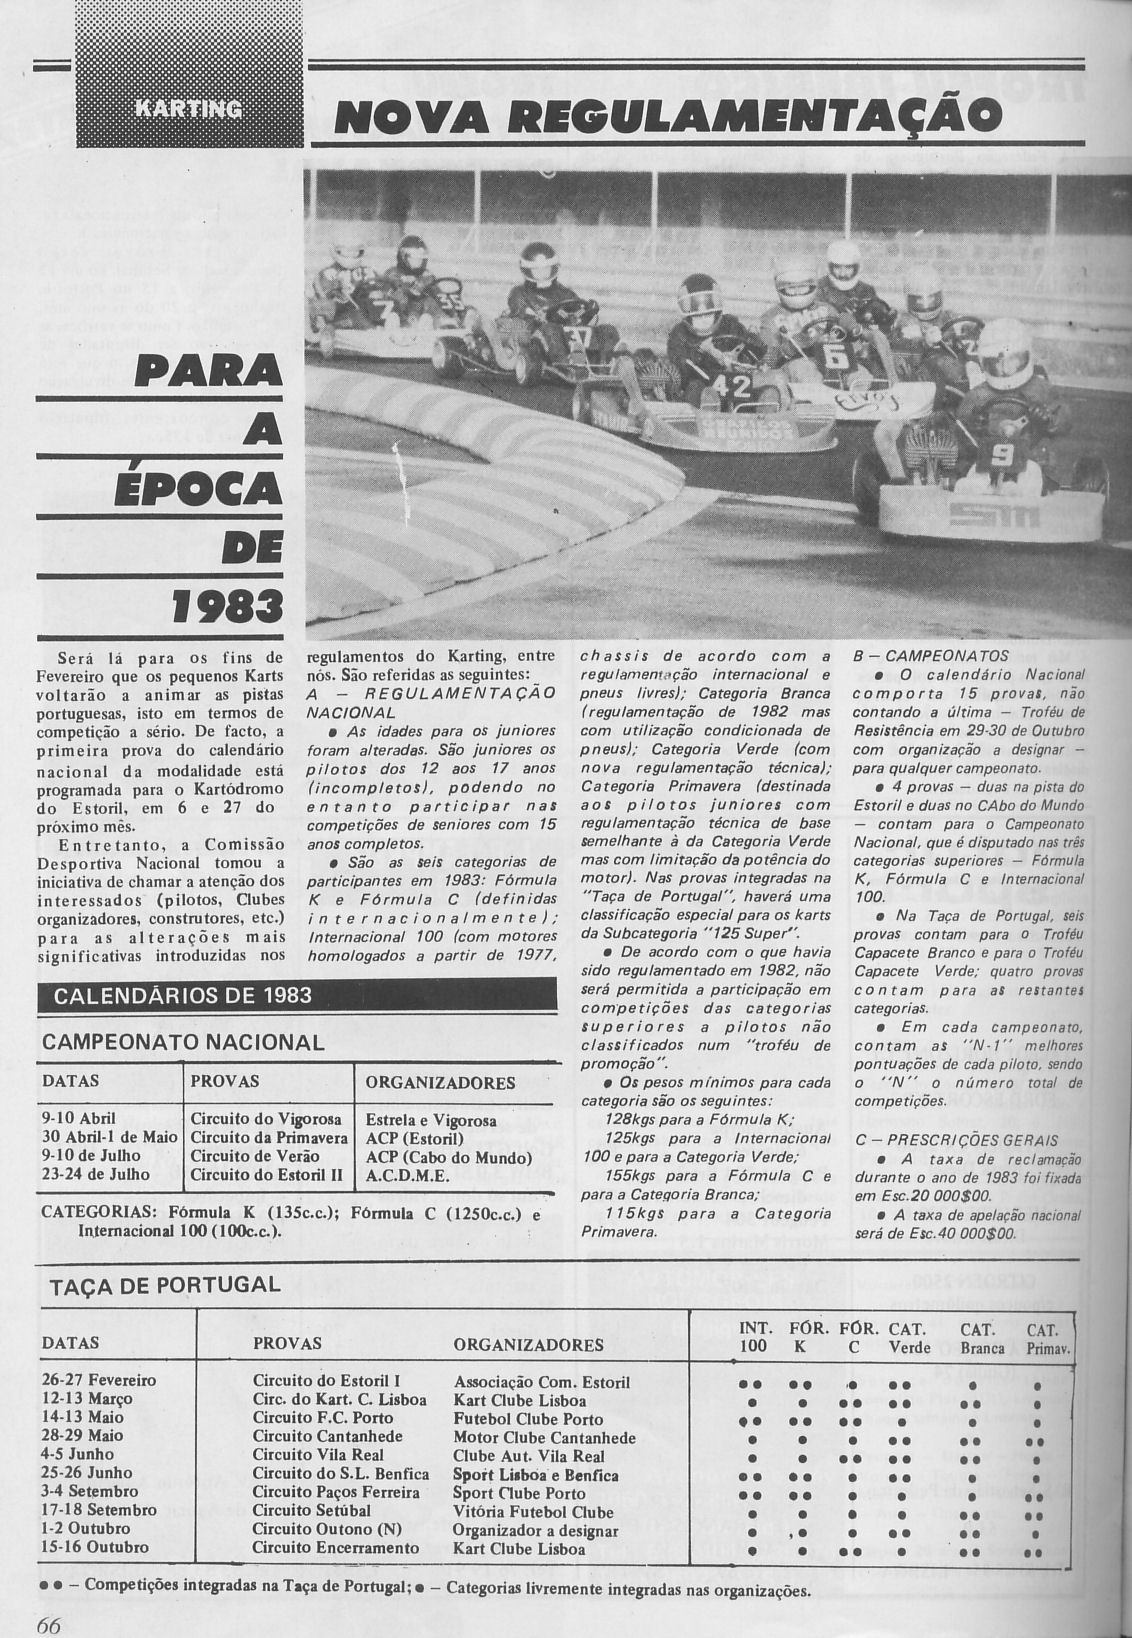 KARTING
NOVA REGULAMENTAÇÃO
PARA
A
ÉPOCA
DE
1983
7
35
37
42
6
9
Será lá para os fins de
Fevereiro que os pequenos Karts
voltarão a animar as pistas
portuguesas, isto em termos de
competição a sério. De facto, a
primeira prova do calendário
nacional da modalidade está
programada para o Kartódromo
do Estoril, em 6 e 27 do
próximo mês.
Entretanto, a Comissão
Desportiva Nacional tomou a
iniciativa de chamar a atenção dos
interessados (pilotos, Clubes
organizadores, construtores, etc.)
para as alterações mais
significativas introduzidas nos
regulamentos do Karting, entre
nós. São referidas as seguintes:
A — REGULAMENTAÇÃO
NACIONAL
● As idades para os juniores
foram alteradas. São juniores os
pilotos dos 12 aos 17 anos
(incompletos), podendo no
entanto participar nas
competições de seniores com 15
anos completos.
● São as seis categorias de
participantes em 1983: Fórmula
K e Fórmula C (definidas
internacionalmente);
Internacional 100 (com motores
homologados a partir de 1977,
chassis de acordo com a
regulamentação internacional e
pneus livres); Categoria Branca
(regulamentação de 1982 mas
com utilização condicionada de
pneus); Categoria Verde (com
nova regulamentação técnica);
Categoria Primavera (destinada
aos pilotos juniores com
regulamentação técnica de base
semelhante à da Categoria Verde
mas com limitação da potência do
motor). Nas provas integradas na
"Taça de Portugal", haverá uma
classificação especial para os karts
da Subcategoria "125 Super".
● De acordo com o que havia
sido regulamentado em 1982, não
será permitida a participação em
competições das categorias
superiores a pilotos não
classificados num "troféu de
promoção".
● Os pesos mínimos para cada
categoria são os seguintes:
128kgs para a Fórmula K;
125kgs para a Internacional
100 e para a Categoria Verde;
155kgs para a Fórmula C e
para a Categoria Branca;
115kgs para a Categoria
Primavera.
B — CAMPEONATOS
● O calendário Nacional
comporta 15 provas, não
contando a última — Troféu de
Resistência em 29-30 de Outubro
com organização a designar —
para qualquer campeonato.
● 4 provas — duas na pista do
Estoril e duas no CAbo do Mundo
— contam para o Campeonato
Nacional, que é disputado nas três
categorias superiores — Fórmula
K, Fórmula C e Internacional
100.
● Na Taça de Portugal, seis
provas contam para o Troféu
Capacete Branco e para o Troféu
Capacete Verde; quatro provas
contam para as restantes
categorias.
● Em cada campeonato,
contam as "N-1" melhores
pontuações de cada piloto, sendo
o "N" o número total de
competições.
C — PRESCRIÇÕES GERAIS
● A taxa de reclamação
durante o ano de 1983 foi fixada
em Esc.20 000$00.
● A taxa de apelação nacional
será de Esc.40 000$00.
CALENDÁRIOS DE 1983
CAMPEONATO NACIONAL
DATAS PROVAS ORGANIZADORES
9-10 Abril Circuito do Vigorosa Estrela e Vigorosa
30 Abril-1 de Maio Circuito da Primavera ACP (Estoril)
9-10 de Julho Circuito de Verão ACP (Cabo do Mundo)
23-24 de Julho Circuito do Estoril II A.C.D.M.E.
CATEGORIAS: Fórmula K (135c.c.); Fórmula C (1250c.c.) e
Internacional 100 (100c.c.).
TAÇA DE PORTUGAL
DATAS PROVAS ORGANIZADORES INT. 100 FÓR. K FÓR. C CAT. Verde CAT. Branca CAT. Primav.
26-27 Fevereiro Circuito do Estoril I Associação Com. Estoril ●● ●● ● ●● ● ●
12-13 Março Circ. do Kart. C. Lisboa Kart Clube Lisboa ● ● ●● ●● ●● ●
14-13 Maio Circuito F.C. Porto Futebol Clube Porto ●● ●● ●● ● ●● ●
28-29 Maio Circuito Cantanhede Motor Clube Cantanhede ● ● ● ●● ●● ●●
4-5 Junho Circuito Vila Real Clube Aut. Vila Real ● ● ●● ●● ●● ●
25-26 Junho Circuito do S.L. Benfica Sport Lisboa e Benfica ●● ●● ● ●● ● ●
3-4 Setembro Circuito Paços Ferreira Sport Clube Porto ●● ●● ● ● ● ●●
17-18 Setembro Circuito Setúbal Vitória Futebol Clube ● ● ● ● ●● ●●
1-2 Outubro Circuito Outono (N) Organizador a designar ● ● ● ●● ●● ●
15-16 Outubro Circuito Encerramento Kart Clube Lisboa ● ● ●● ● ●● ●●
●● — Competições integradas na Taça de Portugal; ● — Categorias livremente integradas nas organizações.
66